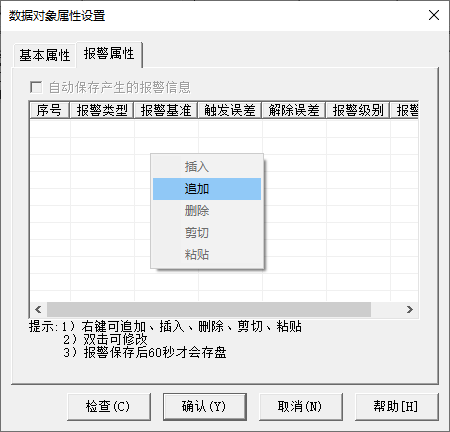 数据对象属性设置
基本属性 报警属性
自动保存产生的报警信息
序号 报警类型 报警基准 触发误差 解除误差 报警级别 报警
插入
追加
删除
剪切
粘贴
提示:1）右键可追加、插入、删除、剪切、粘贴
2）双击可修改
3）报警保存后60秒才会存盘
检查(C) 确认(Y) 取消(N) 帮助[H]